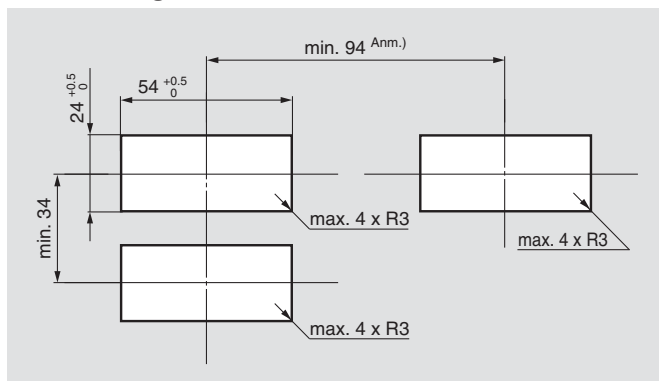 min. 94 Anm.)
54 +0.5 0
24 +0.5 0
max. 4 x R3
max. 4 x R3
min. 34
max. 4 x R3